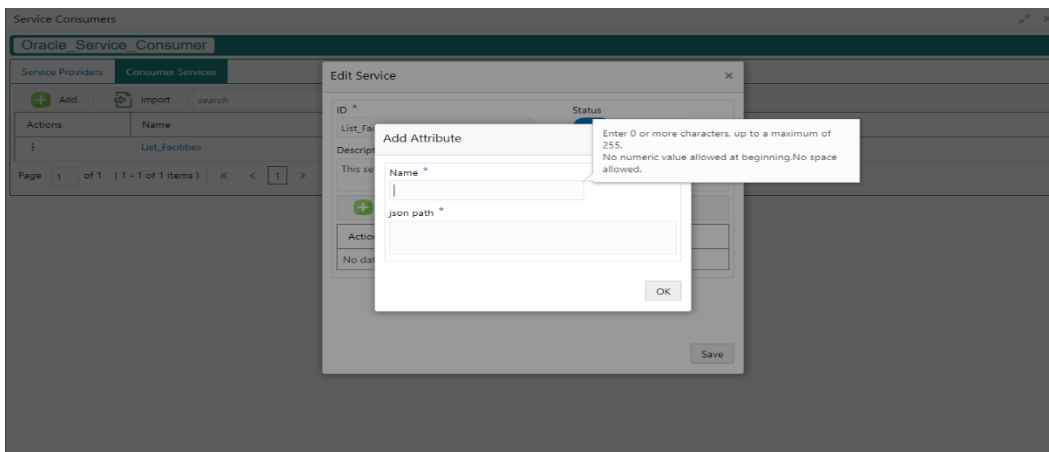 Service Consumers
Oracle_Service_Consumer
Service Providers Consumer Services
Add Import search
Actions Name
List_Facilities
Page 1 of 1 (1 - 1 of 1 items) K < 1 >
Edit Service ×
ID * Status
List_Fac
Descript
This se
Action
No dat
Save
Add Attribute
Name *
json path *
OK
Enter 0 or more characters, up to a maximum of
255.
No numeric value allowed at beginning.No space
allowed.